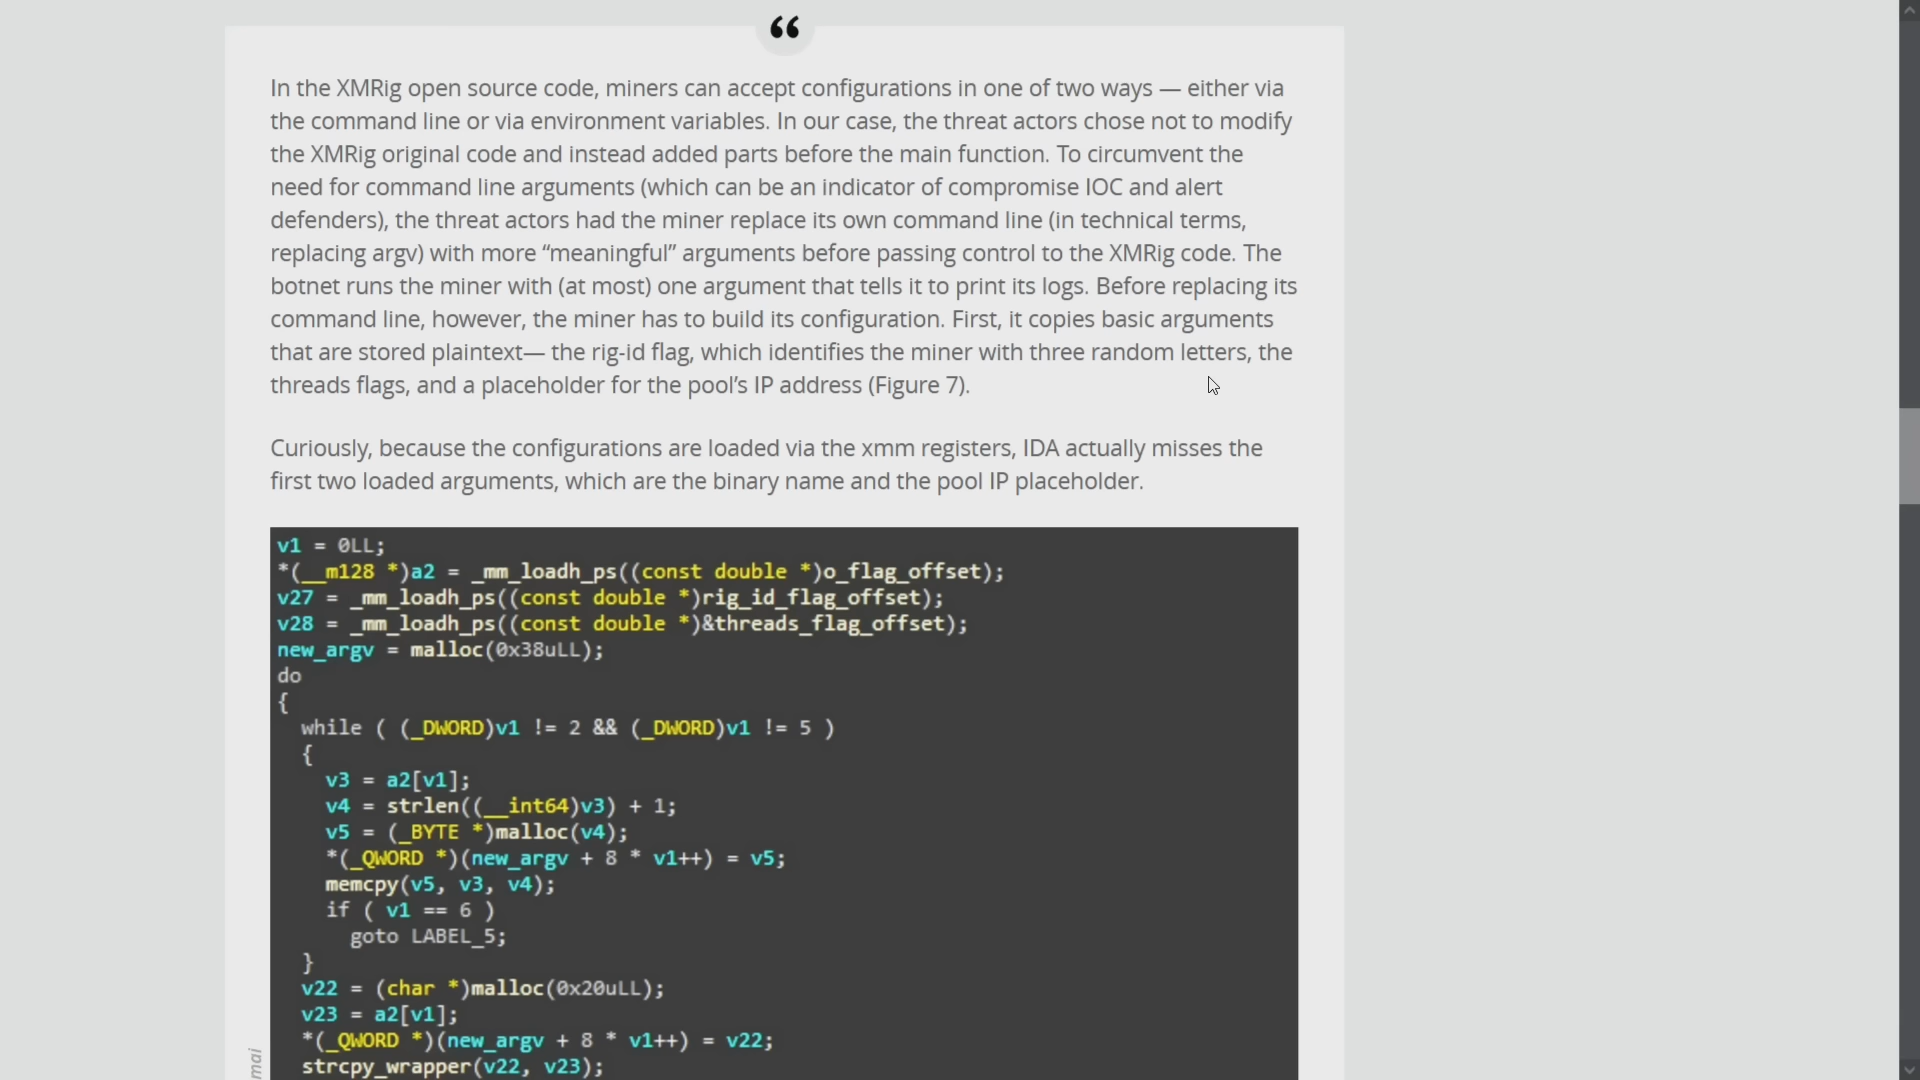 “
In the XMRig open source code, miners can accept configurations in one of two ways — either via
the command line or via environment variables. In our case, the threat actors chose not to modify
the XMRig original code and instead added parts before the main function. To circumvent the
need for command line arguments (which can be an indicator of compromise IOC and alert
defenders), the threat actors had the miner replace its own command line (in technical terms,
replacing argv) with more “meaningful” arguments before passing control to the XMRig code. The
botnet runs the miner with (at most) one argument that tells it to print its logs. Before replacing its
command line, however, the miner has to build its configuration. First, it copies basic arguments
that are stored plaintext— the rig-id flag, which identifies the miner with three random letters, the
threads flags, and a placeholder for the pool’s IP address (Figure 7).
Curiously, because the configurations are loaded via the xmm registers, IDA actually misses the
first two loaded arguments, which are the binary name and the pool IP placeholder.
v1 = 0LL;
*(__m128 *)a2 = _mm_loadh_ps((const double *)o_flag_offset);
v27 = _mm_loadh_ps((const double *)rig_id_flag_offset);
v28 = _mm_loadh_ps((const double *)&threads_flag_offset);
new_argv = malloc(0x38uLL);
do
{
while ( (_DWORD)v1 != 2 && (_DWORD)v1 != 5 )
{
v3 = a2[v1];
v4 = strlen((__int64)v3) + 1;
v5 = (_BYTE *)malloc(v4);
*(_QWORD *)(new_argv + 8 * v1++) = v5;
memcpy(v5, v3, v4);
if ( v1 == 6 )
goto LABEL_5;
}
v22 = (char *)malloc(0x20uLL);
v23 = a2[v1];
*(_QWORD *)(new_argv + 8 * v1++) = v22;
strcpy_wrapper(v22, v23);
mai